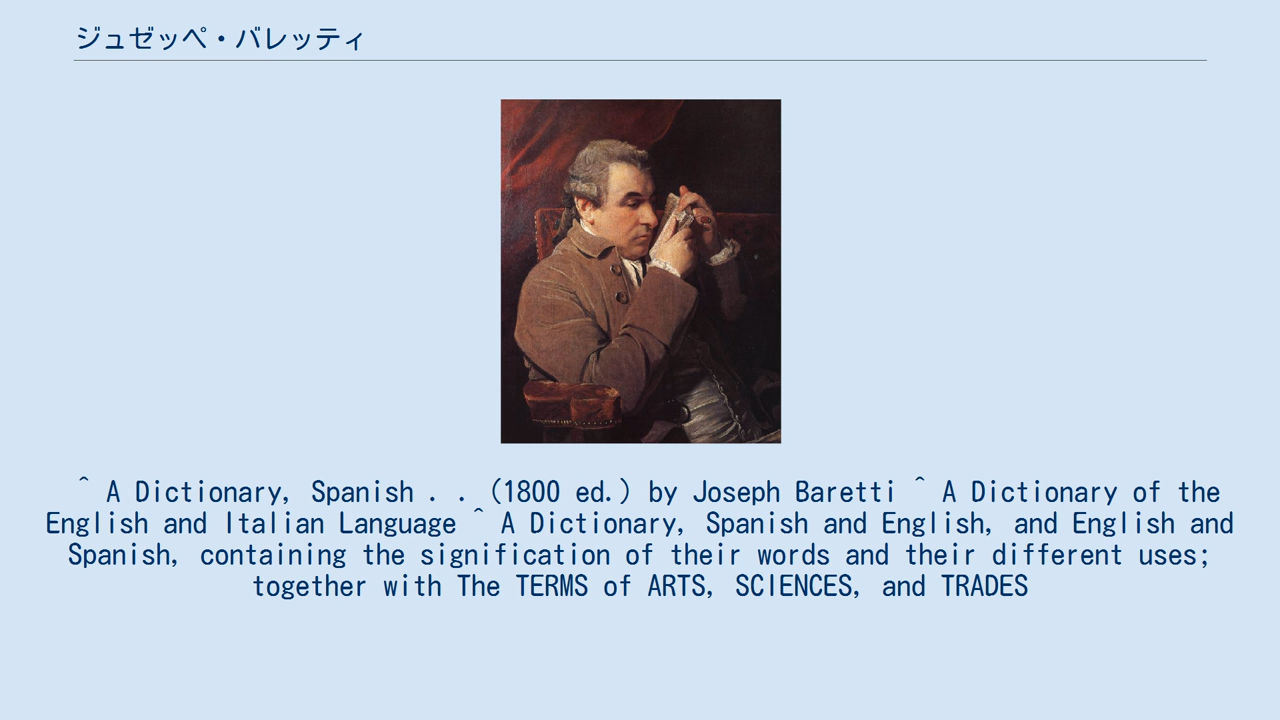 ジュゼッペ・バレッティ
^ A Dictionary, Spanish . . (1800 ed.) by Joseph Baretti ^ A Dictionary of the
English and Italian Language ^ A Dictionary, Spanish and English, and English and
Spanish, containing the signification of their words and their different uses;
together with The TERMS of ARTS, SCIENCES, and TRADES